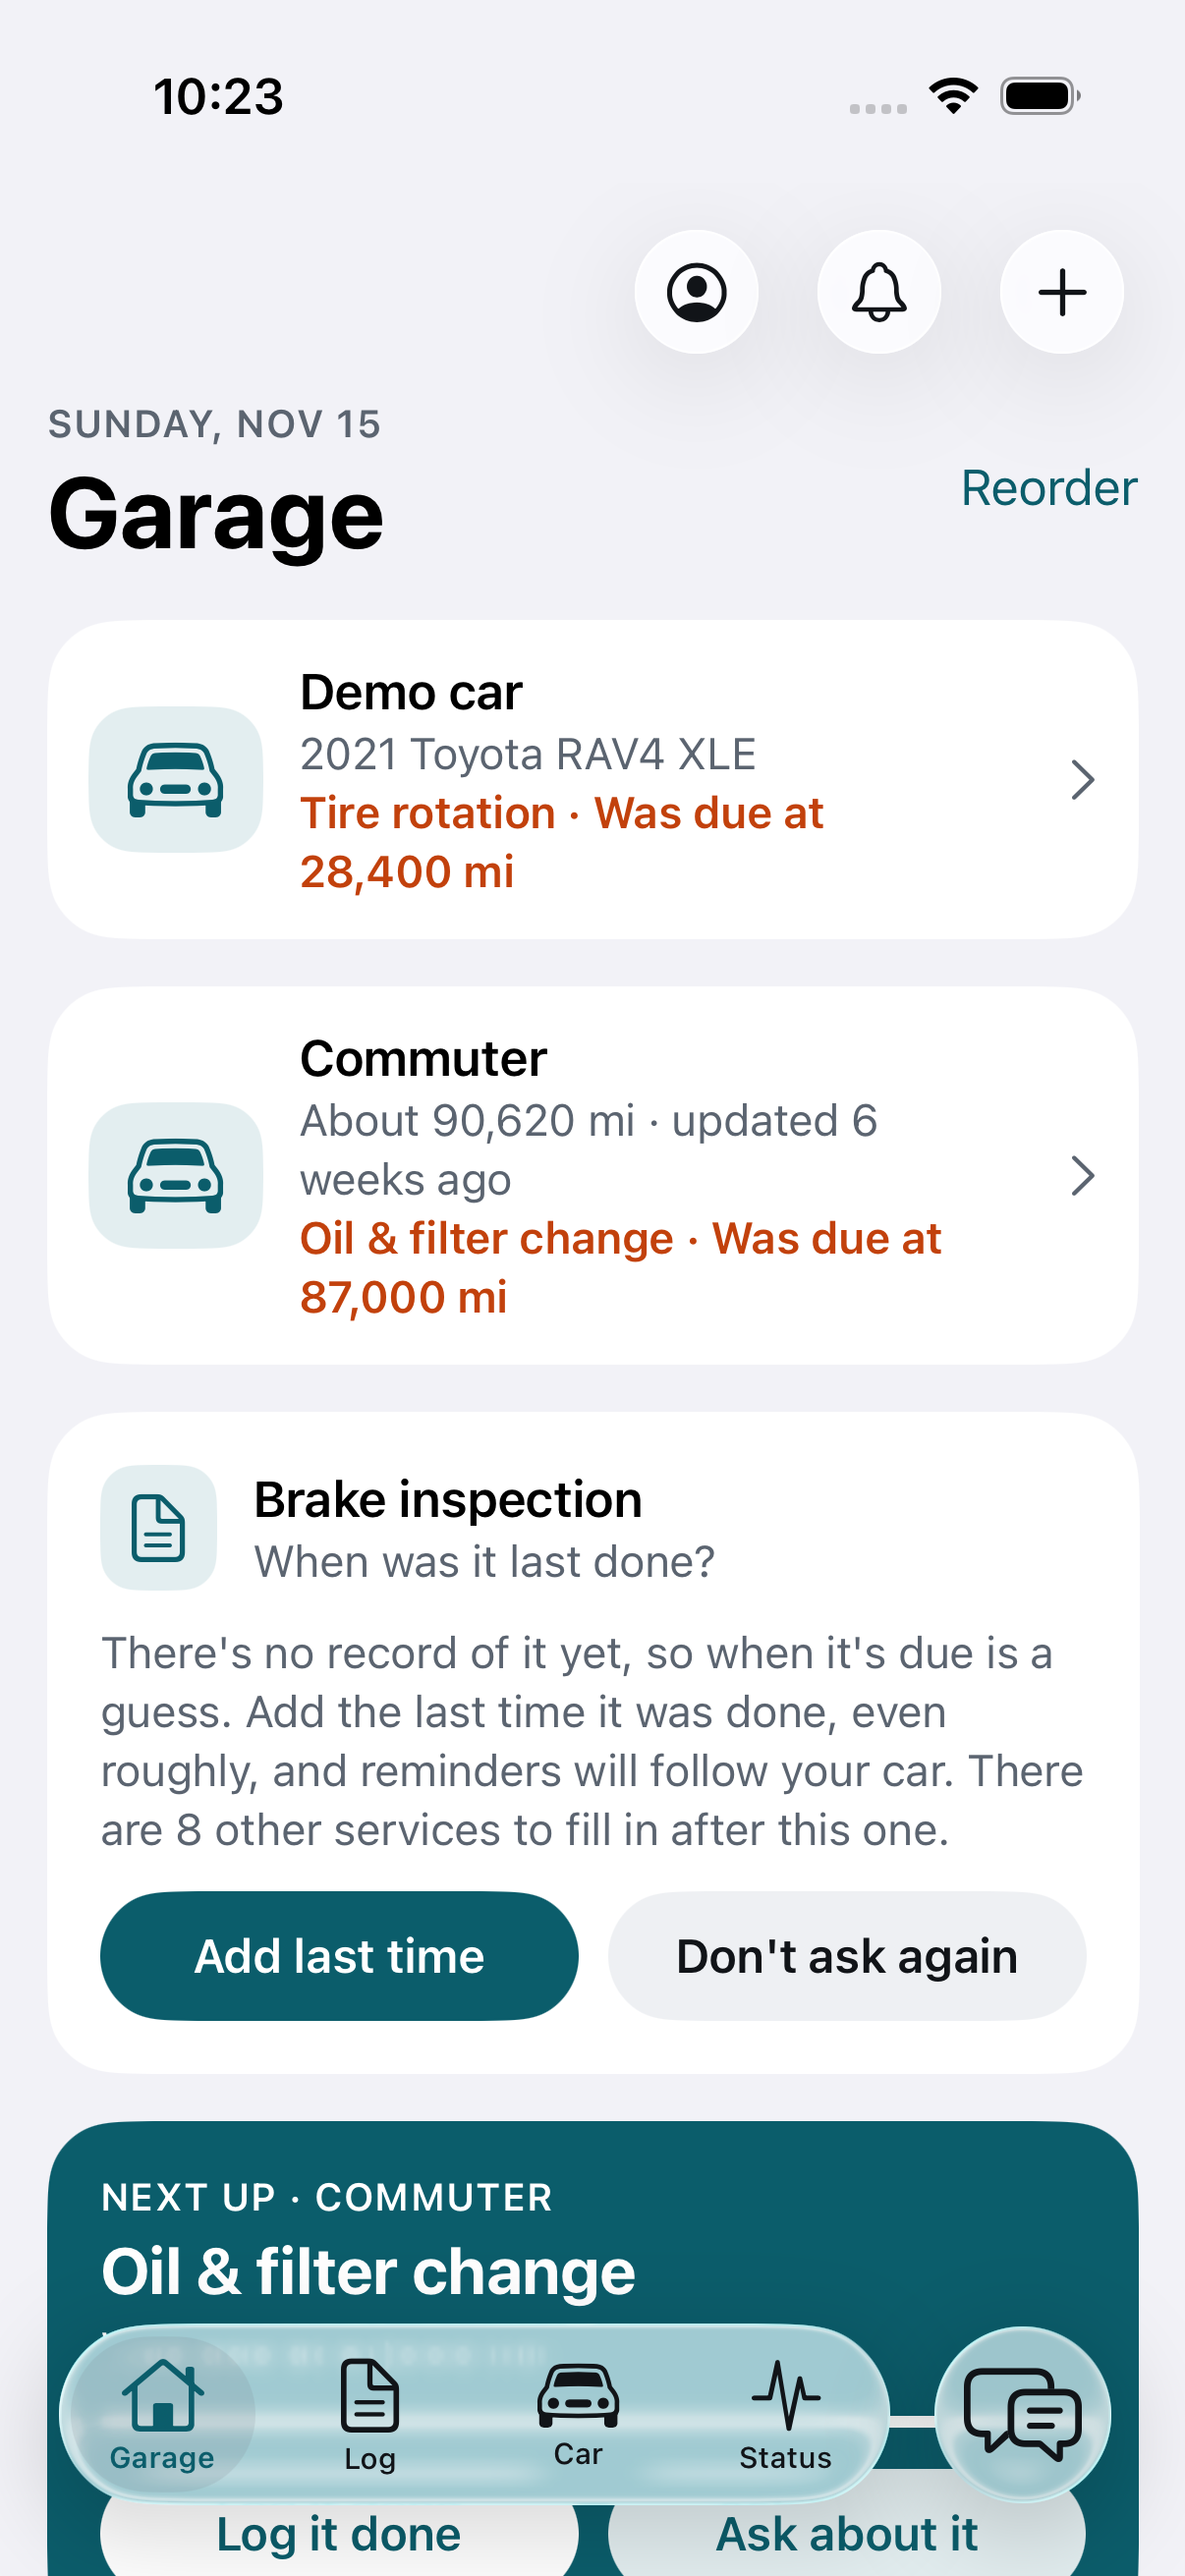 10:23
SUNDAY, NOV 15
Garage
Reorder
Demo car
2021 Toyota RAV4 XLE
Tire rotation · Was due at
28,400 mi
Commuter
About 90,620 mi · updated 6
weeks ago
Oil & filter change · Was due at
87,000 mi
Brake inspection
When was it last done?
There's no record of it yet, so when it's due is a
guess. Add the last time it was done, even
roughly, and reminders will follow your car. There
are 8 other services to fill in after this one.
Add last time
Don't ask again
NEXT UP · COMMUTER
Oil & filter change
Garage
Log
Car
Status
Log it done
Ask about it